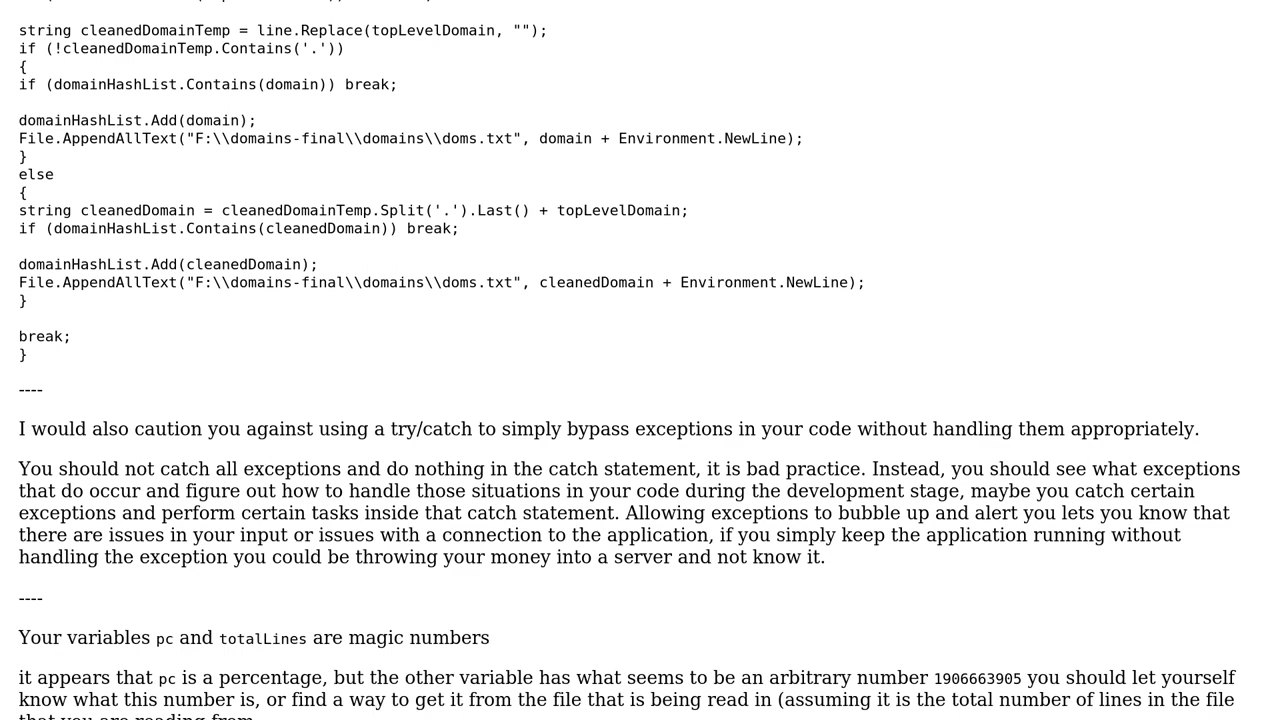 string cleanedDomainTemp = line.Replace(topLevelDomain, "");
if (!cleanedDomainTemp.Contains('.'))
{
if (domainHashList.Contains(domain)) break;
domainHashList.Add(domain);
File.AppendAllText("F:\\domains-final\\domains\\doms.txt", domain + Environment.NewLine);
}
else
{
string cleanedDomain = cleanedDomainTemp.Split('.').Last() + topLevelDomain;
if (domainHashList.Contains(cleanedDomain)) break;
domainHashList.Add(cleanedDomain);
File.AppendAllText("F:\\domains-final\\domains\\doms.txt", cleanedDomain + Environment.NewLine);
}
break;
}
----
I would also caution you against using a try/catch to simply bypass exceptions in your code without handling them appropriately.
You should not catch all exceptions and do nothing in the catch statement, it is bad practice. Instead, you should see what exceptions
that do occur and figure out how to handle those situations in your code during the development stage, maybe you catch certain
exceptions and perform certain tasks inside that catch statement. Allowing exceptions to bubble up and alert you lets you know that
there are issues in your input or issues with a connection to the application, if you simply keep the application running without
handling the exception you could be throwing your money into a server and not know it.
----
Your variables pc and totalLines are magic numbers
it appears that pc is a percentage, but the other variable has what seems to be an arbitrary number 1906663905 you should let yourself
know what this number is, or find a way to get it from the file that is being read in (assuming it is the total number of lines in the file
that you are reading from